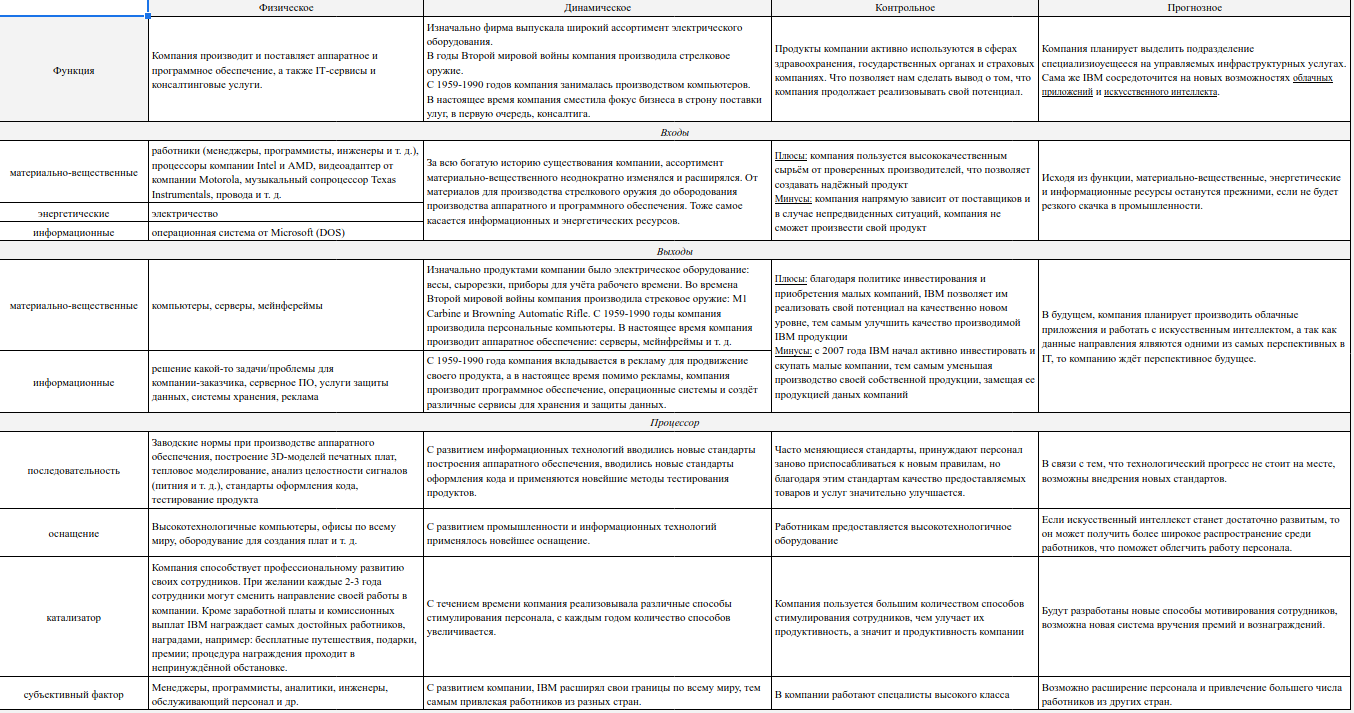 Физическое
Динамическое
Контрольное
Прогнозное
Функция
Компания производит и поставляет аппаратное и
программное обеспечение, а также IT-сервисы и
консалтинговые услуги.
Изначально фирма выпускала широкий ассортимент электрического
оборудования.
В годы Второй мировой войны компания производила стрелковое
оружие.
С 1959-1990 годов компания занималась производством компьютеров.
В настоящее время компания сместила фокус бизнеса в строну поставки
улуг, в первую очередь, консалтига.
Продукты компании активно используются в сферах
здравоохранения, государственных органах и страховых
компаниях. Что позволяет нам сделать вывод о том, что
компания продолжает реализовывать свой потенциал.
Компания планирует выделить подразделение
специализиоуещееся на управляемых инфраструктурных услугах.
Сама же IBM сосредоточится на новых возможностях облачных
приложений и искусственного интеллекта.
Входы
материально-вещественные
работники (менеджеры, программисты, инженеры и т. д.),
процессоры компании Intel и AMD, видеоадаптер от
компании Motorola, музыкальный сопроцессор Texas
Instrumentals, провода и т. д.
энергетические
электричество
информационные
операционная система от Microsoft (DOS)
За всю богатую историю существования компании, ассортимент
материально-вещественного неоднократно изменялся и расширялся. От
материалов для производства стрелкового оружия до обородования
производства аппаратного и программного обеспечения. Тоже самое
касается информационных и энергетических ресурсов.
Плюсы: компания пользуется высококачественным
сырьём от проверенных производителей, что позволяет
создавать надёжный продукт
Минусы: компания напрямую зависит от поставщиков и
в случае непредвиденных ситуаций, компания не
сможет произвести свой продукт
Исходя из функции, материально-вещественные, энергетические
и информационные ресурсы останутся прежними, если не будет
резкого скачка в промышленности.
Выходы
материально-вещественные
компьютеры, серверы, мейнфереймы
Изначально продуктами компании было электрическое оборудование:
весы, сырорезки, приборы для учёта рабочего времени. Во времена
Второй мировой войны компания производила стрековое оружие: M1
Carbine и Browning Automatic Rifle. С 1959-1990 годы компания
производила персональные компьютеры. В настоящее время компания
производит аппаратное обеспечение: серверы, мейнфреймы и т. д.
информационные
решение какой-то задачи/проблемы для
компании-заказчика, серверное ПО, услуги защиты
данных, системы хранения, реклама
С 1959-1990 года компания вкладывается в рекламу для продвижение
своего продукта, а в настоящее время помимо рекламы, компания
производит программное обеспечение, операционные системы и создёт
различные сервисы для хранения и защиты данных.
Плюсы: благодаря политике инвестирования и
приобретения малых компаний, IBM позволяет им
реализовать свой потенциал на качественно новом
уровне, тем самым улучшить качество производимой
IBM продукции
Минусы: с 2007 года IBM начал активно инвестировать и
скупать малые компании, тем самым уменьшая
производство своей собственной продукции, замещая ее
продукцией даных компаний
В будущем, компания планирует производить облачные
приложения и работать с искусственным интеллектом, а так как
данные направления ялвяются одними из самых перспективных в
IT, то компанию ждёт перспективное будущее.
Процессор
последовательность
Заводские нормы при производстве аппаратного
обеспечения, построение 3D-моделей печатных плат,
тепловое моделирование, анализ целостности сигналов
(питния и т. д.), стандарты оформления кода,
тестирование продукта
С развитием информационных технологий вводились новые стандарты
построения аппаратного обеспечения, вводились новые стандарты
оформления кода и применяются новейшие методы тестирования
продуктов.
Часто меняющиеся стандарты, принуждают персонал
заново приспосабливаться к новым правилам, но
благодаря этим стандартам качество предоставляемых
товаров и услуг значительно улучшается.
В связи с тем, что технологический прогресс не стоит на месте,
возможны внедрения новых стандартов.
оснащение
Высокотехнологичные компьютеры, офисы по всему
миру, ободудование для создания плат и т. д.
С развитием промышленности и информационных технологий
применялось новейшее оснащение.
Работникам предоставляется высокотехнологичное
оборудование
Если искусственный интеллекст станет достаточно развитым, то
он может получить более широкое распространение среди
работников, что поможет облегчить работу персонала.
катализатор
Компания способствует профессиональному развитию
своих сотрудников. При желании каждые 2-3 года
сотрудники могут сменить направление своей работы в
компании. Кроме заработной платы и комиссионных
выплат IBM награждает самых достойных работников,
наградами, например: бесплатные путешествия, подарки,
премии; процедура награждения проходит в
непринуждённой обстановке.
С течением времени копмания реализовывала различные способы
стимулирования персонала, с каждым годом количество способов
увеличивается.
Компания пользуется большим количеством способов
стимулирования сотрудников, чем улучает их
продуктивность, а значит и продуктивность компании
Будут разработаны новые способы мотивирования сотрудников,
возможна новая система вручения премий и вознаграждений.
субъективный фактор
Менеджеры, программисты, аналитики, инженеры,
обслуживающий персонал и др.
С развитием компании, IBM расширял свои границы по всему миру, тем
самым привлекая работников из разных стран.
В компании работают спецалисты высокого класса
Возможно расширение персонала и привлечение большего числа
работников из других стран.